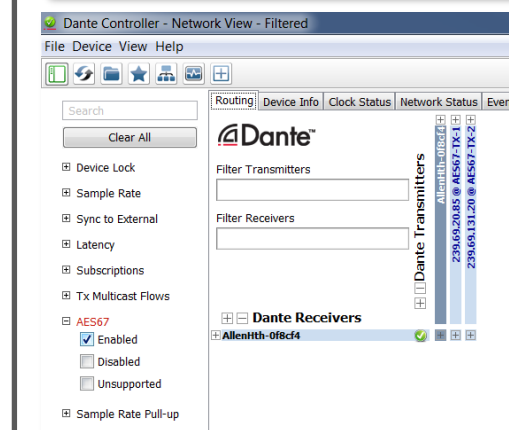 Dante Controller - Network View - Filtered
File Device View Help
Routing Device Info Clock Status Network Status Even
Search
Clear All
Device Lock
Sample Rate
Sync to External
Latency
Subscriptions
Tx Multicast Flows
AES67
Enabled
Disabled
Unsupported
Sample Rate Pull-up
Dante™
Filter Transmitters
Filter Receivers
Dante Transmitters
AllenHth-0f8cf4
239.69.20.85 @ AES67-TX-1
239.69.131.20 @ AES67-TX-2
Dante Receivers
AllenHth-0f8cf4